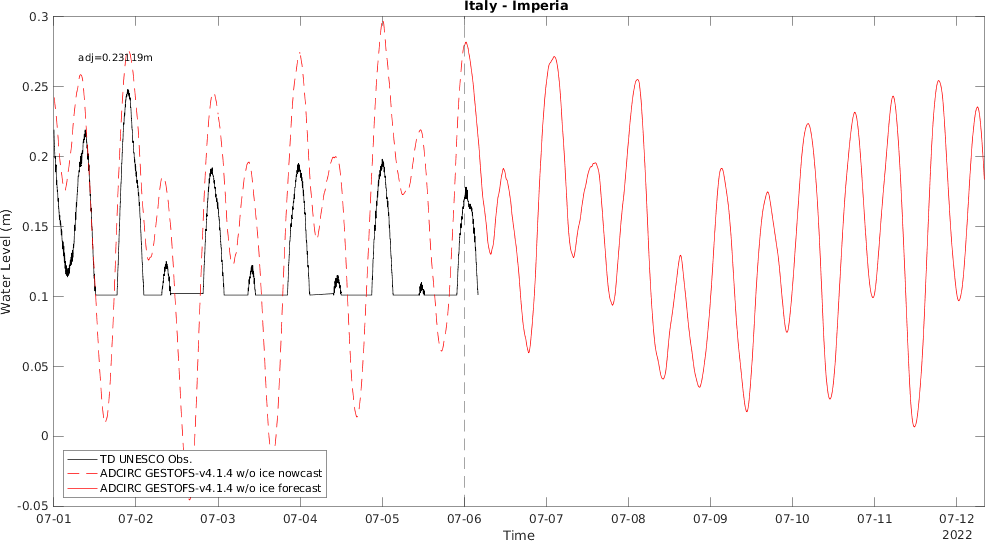 Italy - Imperia
adj=0.23119m
Water Level (m)
0.3
0.25
0.2
0.15
0.1
0.05
0
-0.05
TD UNESCO Obs.
ADCIRC GESTOFS-v4.1.4 w/o ice nowcast
ADCIRC GESTOFS-v4.1.4 w/o ice forecast
07-01 07-02 07-03 07-04 07-05 07-06 07-07 07-08 07-09 07-10 07-11 07-12
Time
2022